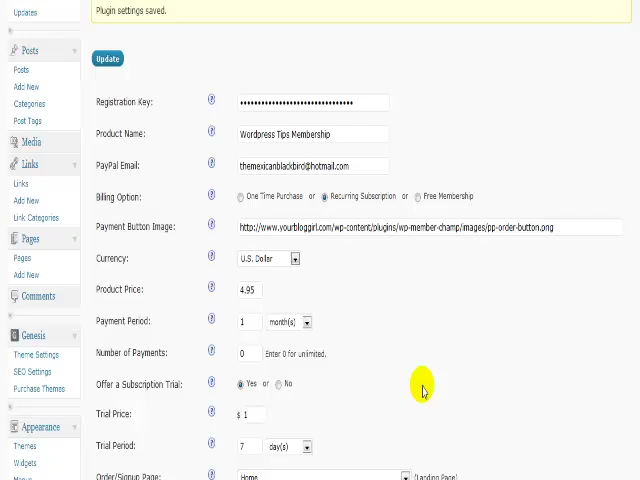 Plugin settings saved.
Updates
Update
Posts
Posts
Add New
Categories
Post Tags
Media
Links
Links
Add New
Link Categories
Pages
Pages
Add New
Comments
Genesis
Theme Settings
SEO Settings
Purchase Themes
Appearance
Themes
Widgets
Registration Key:
Product Name: Wordpress Tips Membership
PayPal Email: themexicanblackbird@hotmail.com
Billing Option: One Time Purchase or Recurring Subscription or Free Membership
Payment Button Image: http://www.yourbloggirl.com/wp-content/plugins/wp-member-champ/images/pp-order-button.png
Currency: U.S. Dollar
Product Price: 4.95
Payment Period: 1 month(s)
Number of Payments: 0 Enter 0 for unlimited.
Offer a Subscription Trial: Yes or No
Trial Price: $ 1
Trial Period: 7 day(s)
Order/Signup Page: Home (Landing Page)